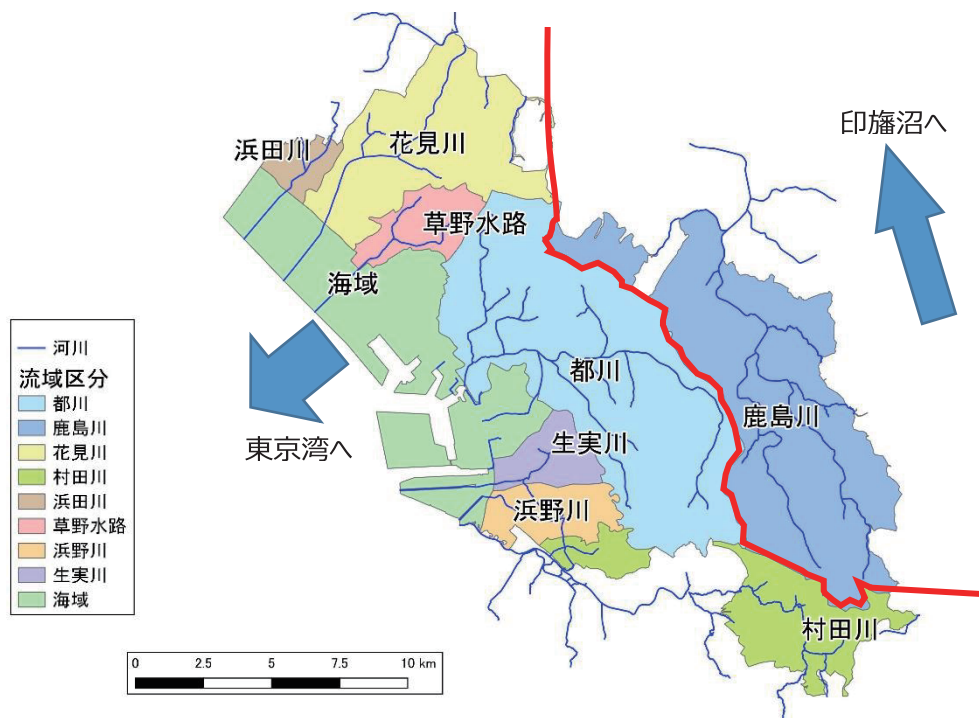 印旛沼へ
浜田川
花見川
草野水路
海域
都川
鹿島川
東京湾へ
生実川
浜野川
村田川
河川
流域区分
都川
鹿島川
花見川
村田川
浜田川
草野水路
浜野川
生実川
海域
0 2.5 5 7.5 10 km